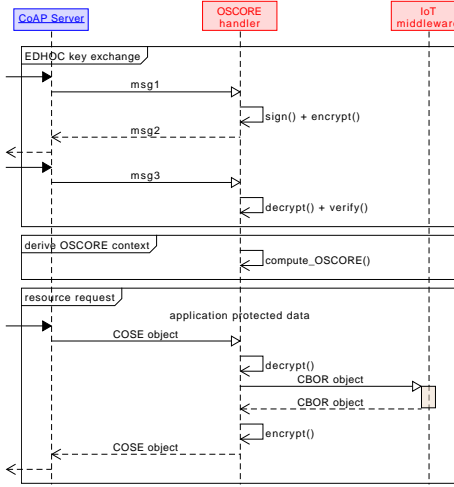 CoAP Server
OSCORE
handler
IoT
middleware
EDHOC key exchange
msg1
sign() + encrypt()
msg2
msg3
decrypt() + verify()
derive OSCORE context
compute_OSCORE()
resource request
application protected data
COSE object
decrypt()
CBOR object
CBOR object
encrypt()
COSE object